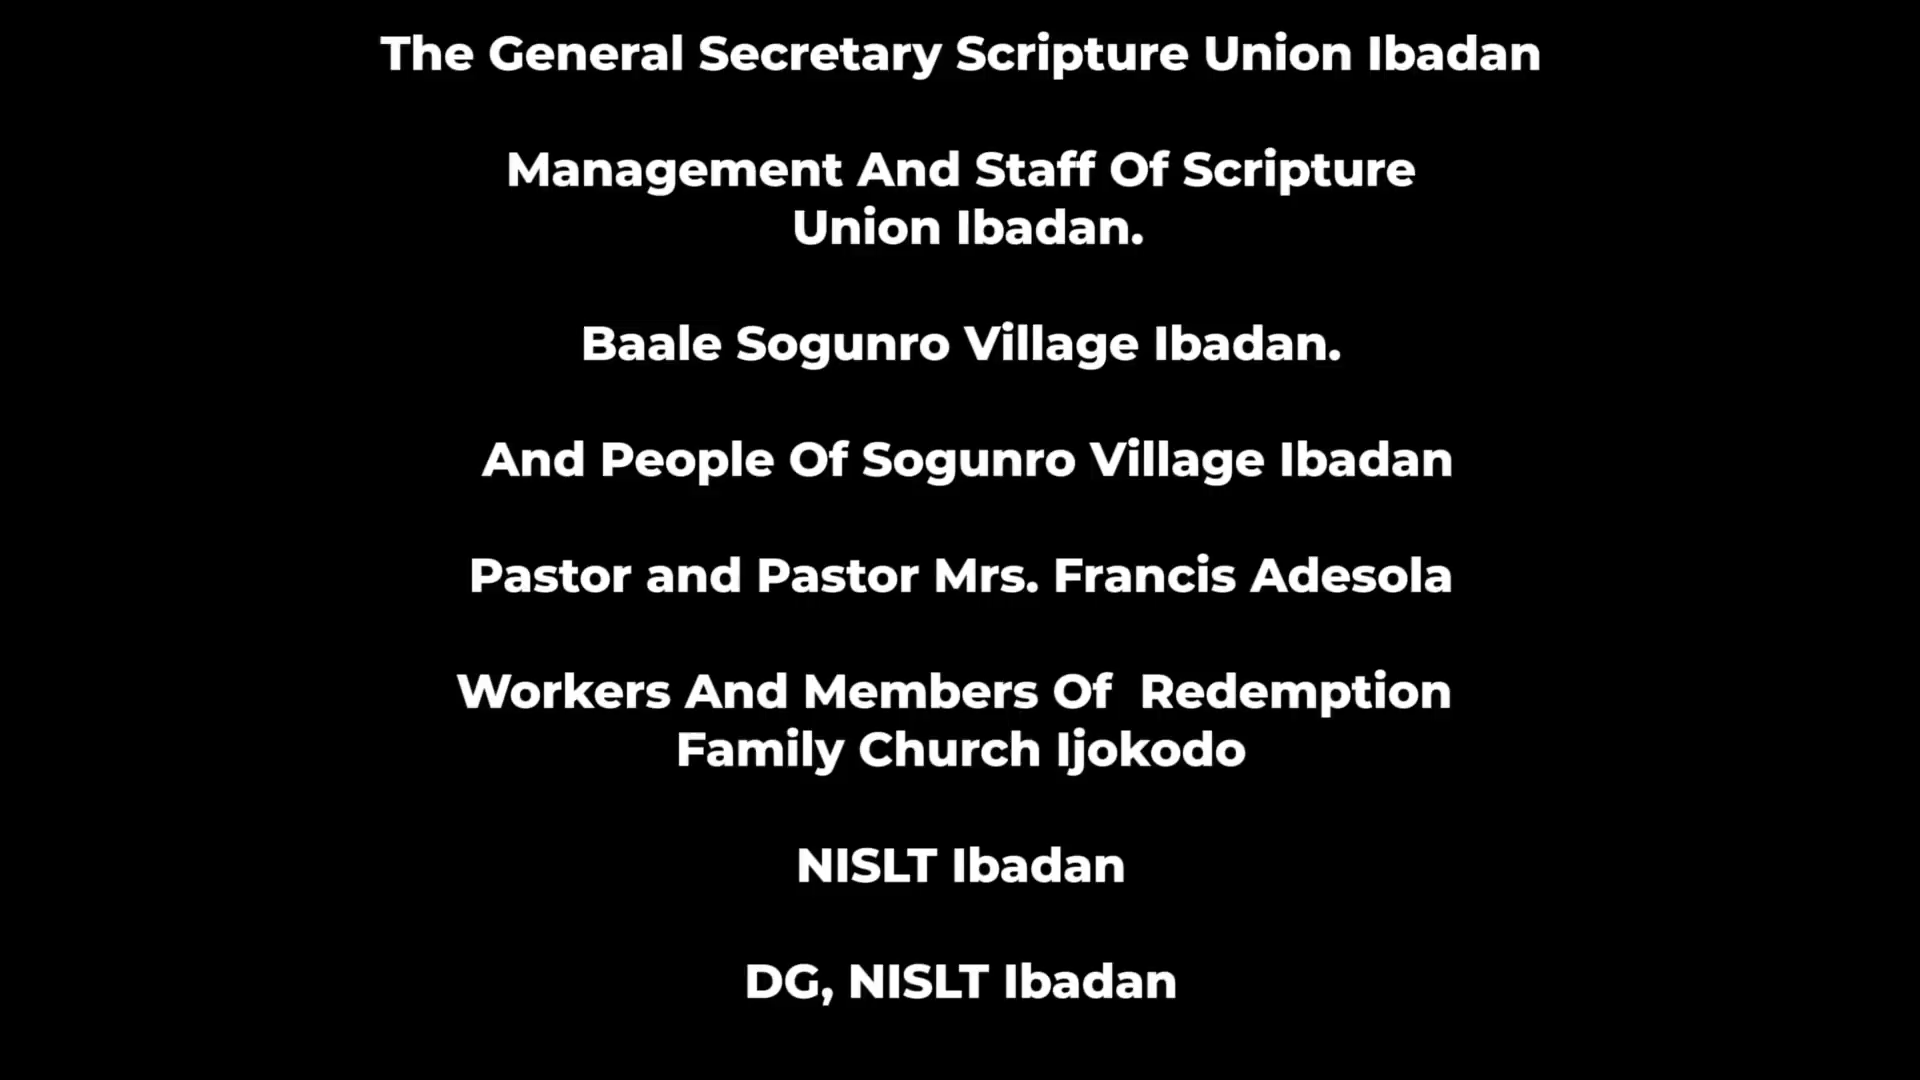 The General Secretary Scripture Union Ibadan
Management And Staff Of Scripture
Union Ibadan.
Baale Sogunro Village Ibadan.
And People Of Sogunro Village Ibadan
Pastor and Pastor Mrs. Francis Adesola
Workers And Members Of  Redemption
Family Church Ijokodo
NISLT Ibadan
DG, NISLT Ibadan